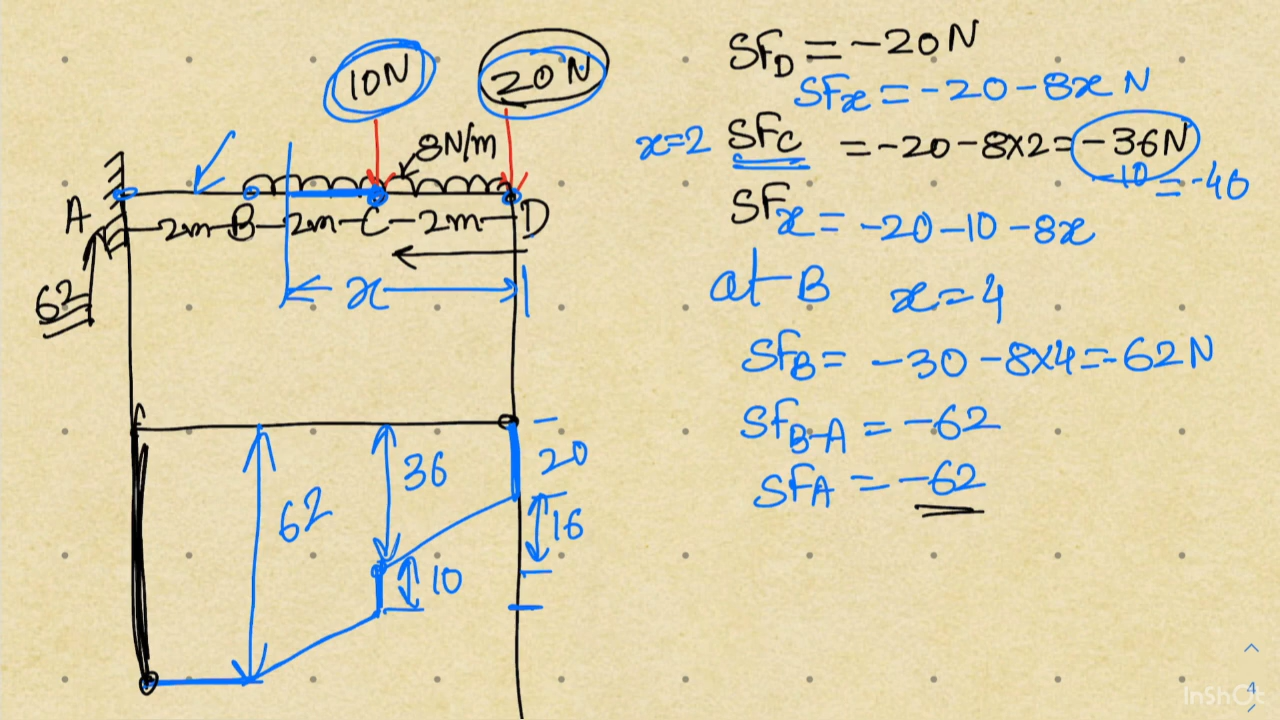 10N
20N
8N/m
A
2m
B
2m
C
2m
D
62
x
20
36
16
62
10
SFD = -20N
SFx = -20-8x N
x=2 SFC = -20-8x2= -36N
-10 = -46
SFx = -20-10-8x
at B x=4
SFB= -30-8x4=-62N
SFB-A = -62
SFA = -62
4
InShOt